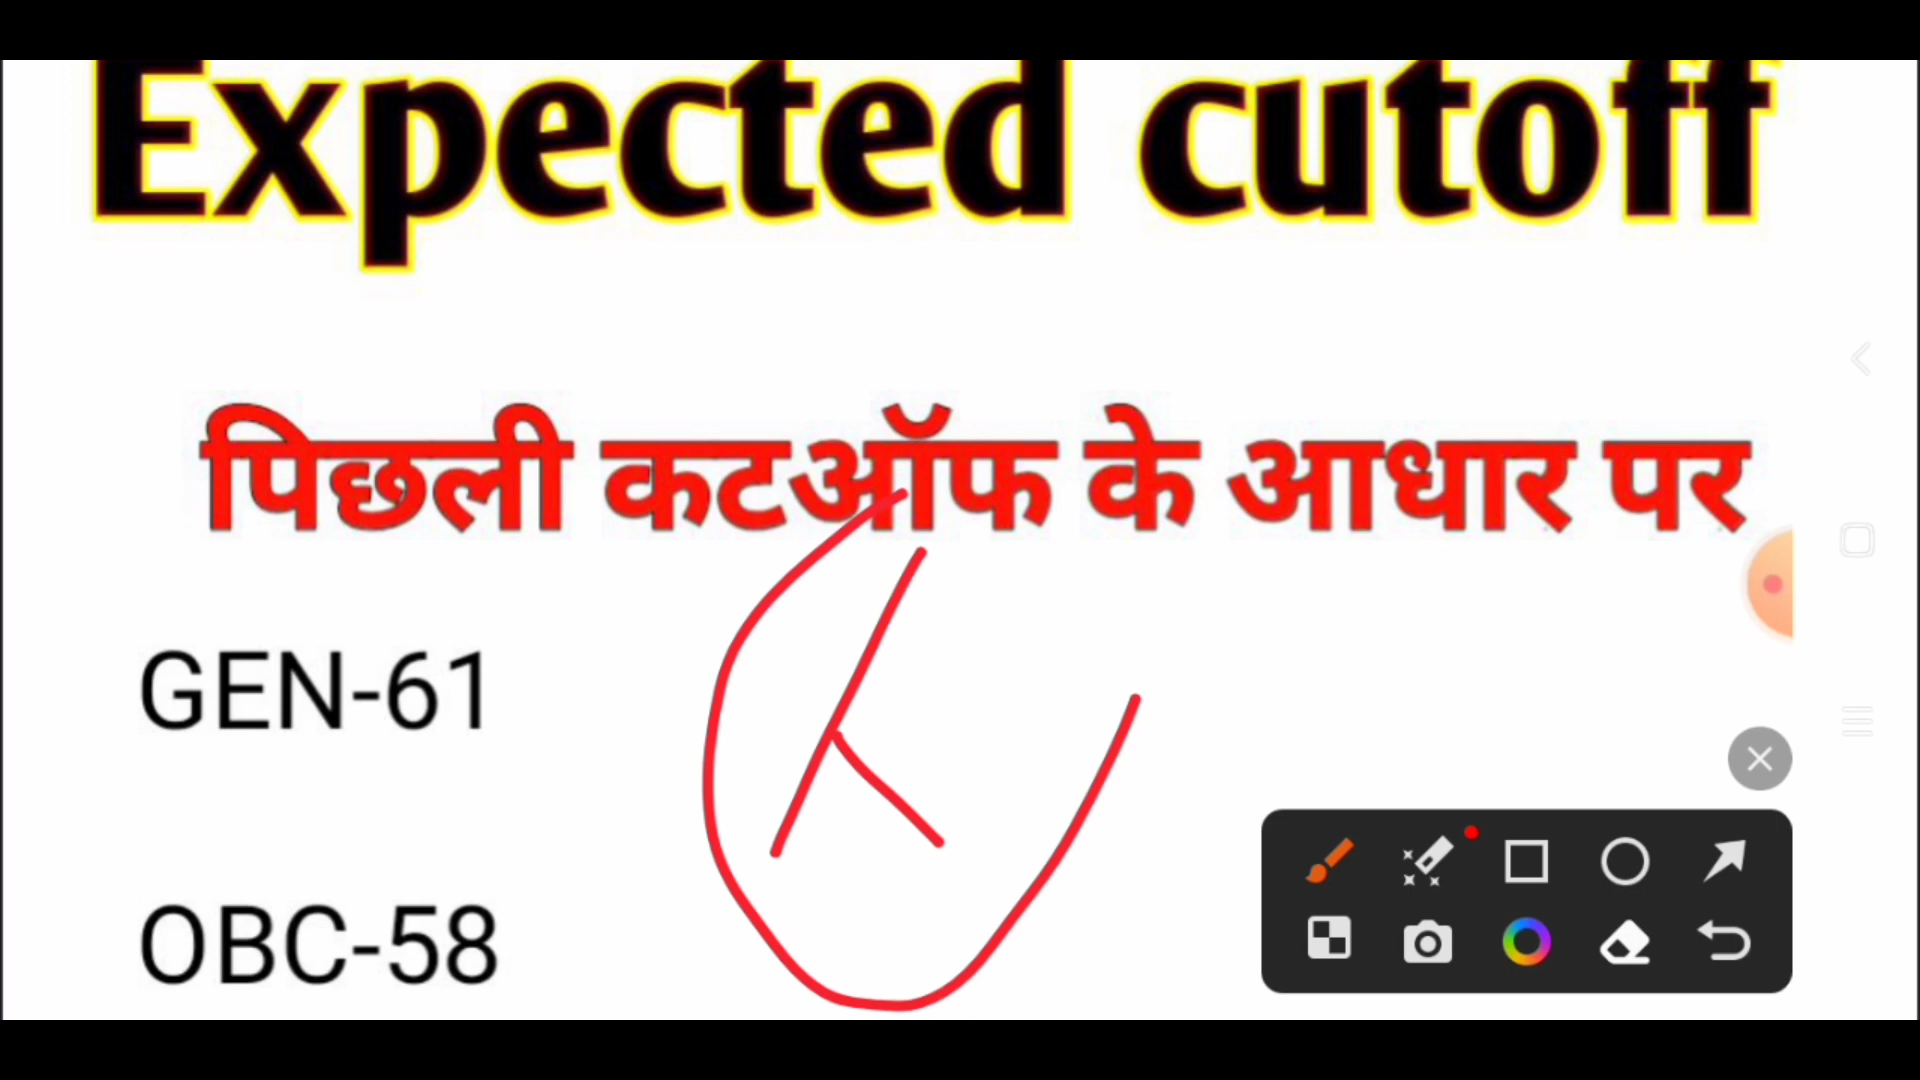 Expected cutoff
पिछली कटऑफ के आधार पर
GEN-61
OBC-58